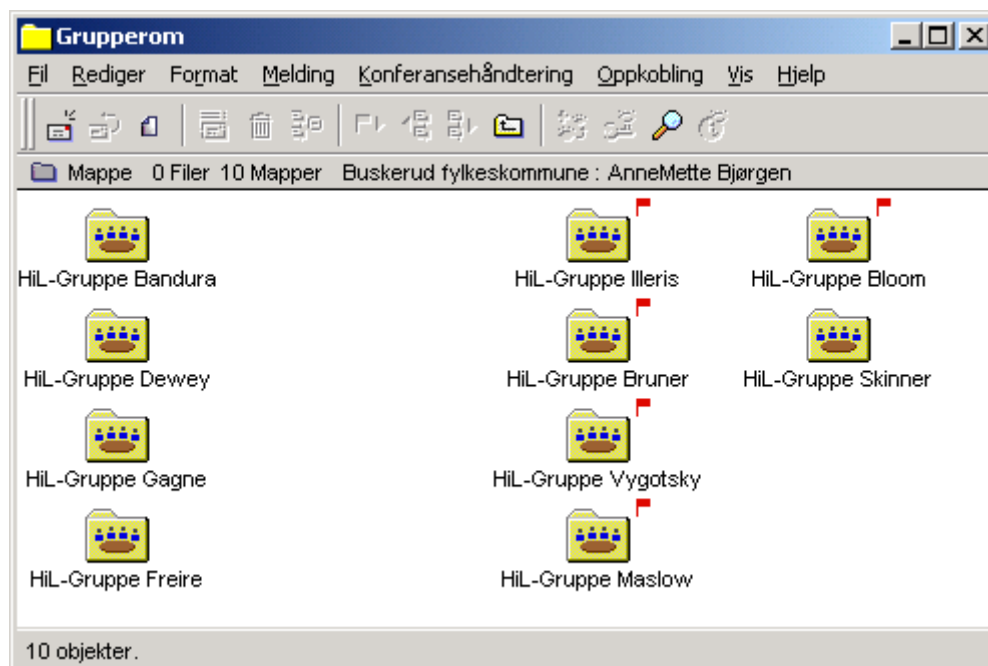 Grupperom
Fil Rediger Format Melding Konferansehåndtering Oppkobling Vis Hjelp
Mappe 0 Filer 10 Mapper Buskerud fylkeskommune : AnneMette Bjørgen
HiL-Gruppe Bandura HiL-Gruppe Illeris HiL-Gruppe Bloom
HiL-Gruppe Dewey HiL-Gruppe Bruner HiL-Gruppe Skinner
HiL-Gruppe Gagne HiL-Gruppe Vygotsky
HiL-Gruppe Freire HiL-Gruppe Maslow
10 objekter.